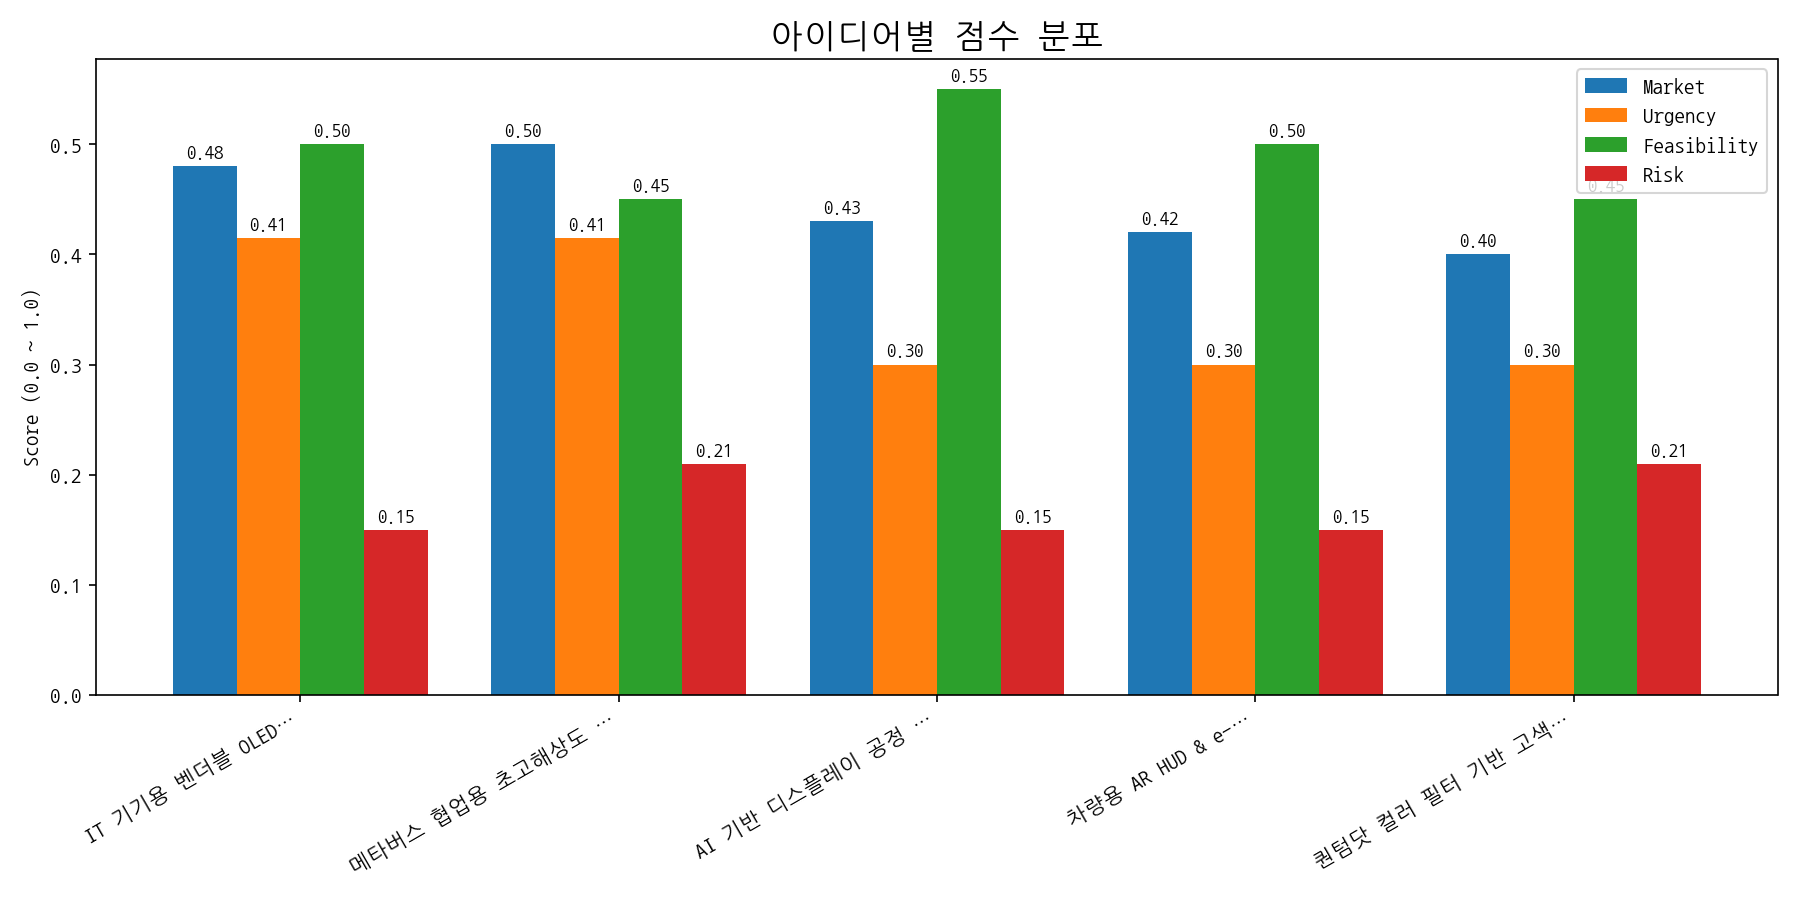 아이디어별 점수 분포
Score (0.0 ~ 1.0)
0.5
0.4
0.3
0.2
0.1
0.0
Market
Urgency
Feasibility
Risk
0.48
0.41
0.50
0.15
0.50
0.41
0.45
0.21
0.43
0.30
0.55
0.15
0.42
0.30
0.50
0.15
0.40
0.30
0.45
0.21
IT 기기용 벤더블 OLED…
메타버스 협업용 초고해상도 …
AI 기반 디스플레이 공정 …
차량용 AR HUD & e-…
퀀텀닷 컬러 필터 기반 고색…